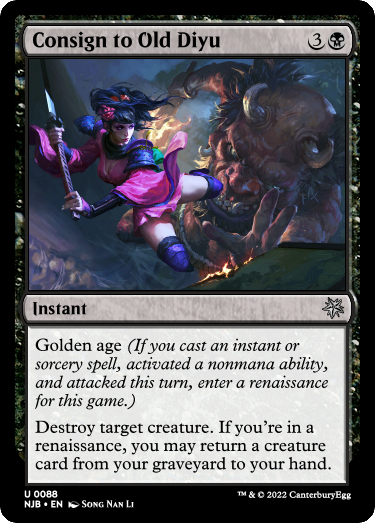 Consign to Old Diyu 3
Instant
Golden age (If you cast an instant or
sorcery spell, activated a nonmana ability,
and attacked this turn, enter a renaissance
for this game.)
Destroy target creature. If you're in a
renaissance, you may return a creature
card from your graveyard to your hand.
U 0088
NJB • EN Song Nan Li
™ & © 2022 CanterburyEgg